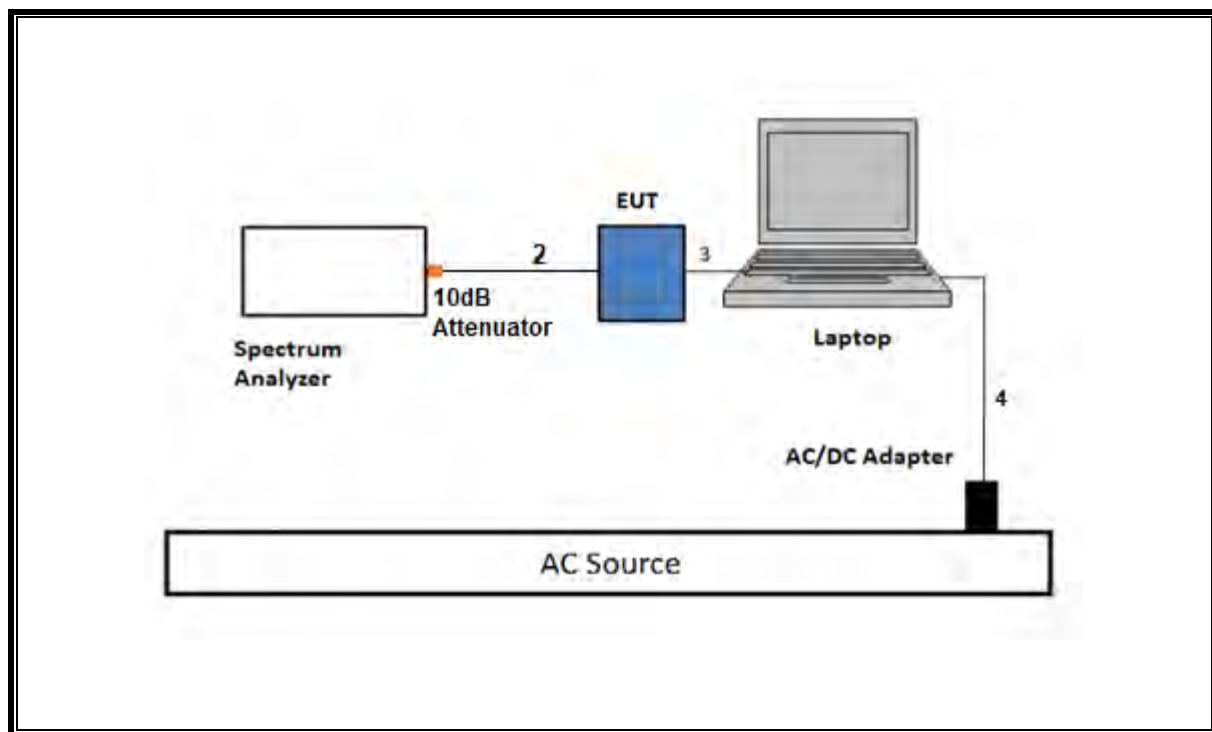 EUT
2
3
10dB
Attenuator
Spectrum
Analyzer
Laptop
4
AC/DC Adapter
AC Source